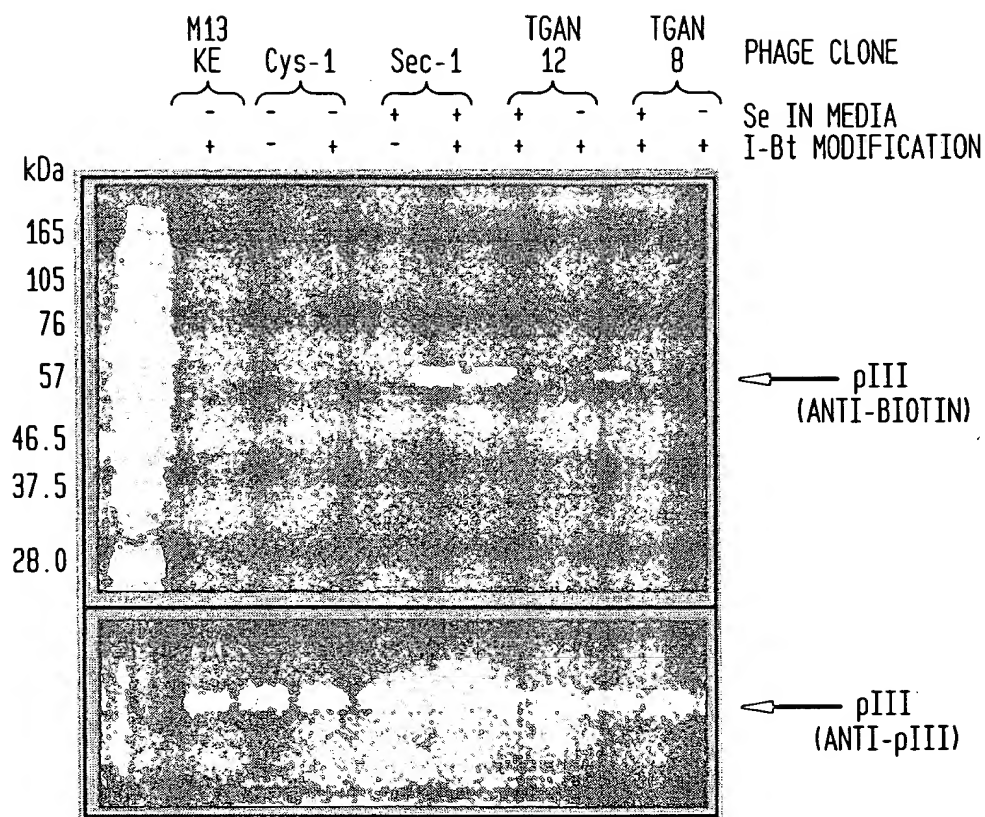 M13 KE Cys-1 Sec-1 TGAN 12 TGAN 8 PHAGE CLONE
- - - + + + - + - Se IN MEDIA
+ - + - + + + + + I-Bt MODIFICATION
kDa
165
105
76
57
46.5
37.5
28.0
pIII
(ANTI-BIOTIN)
pIII
(ANTI-pIII)